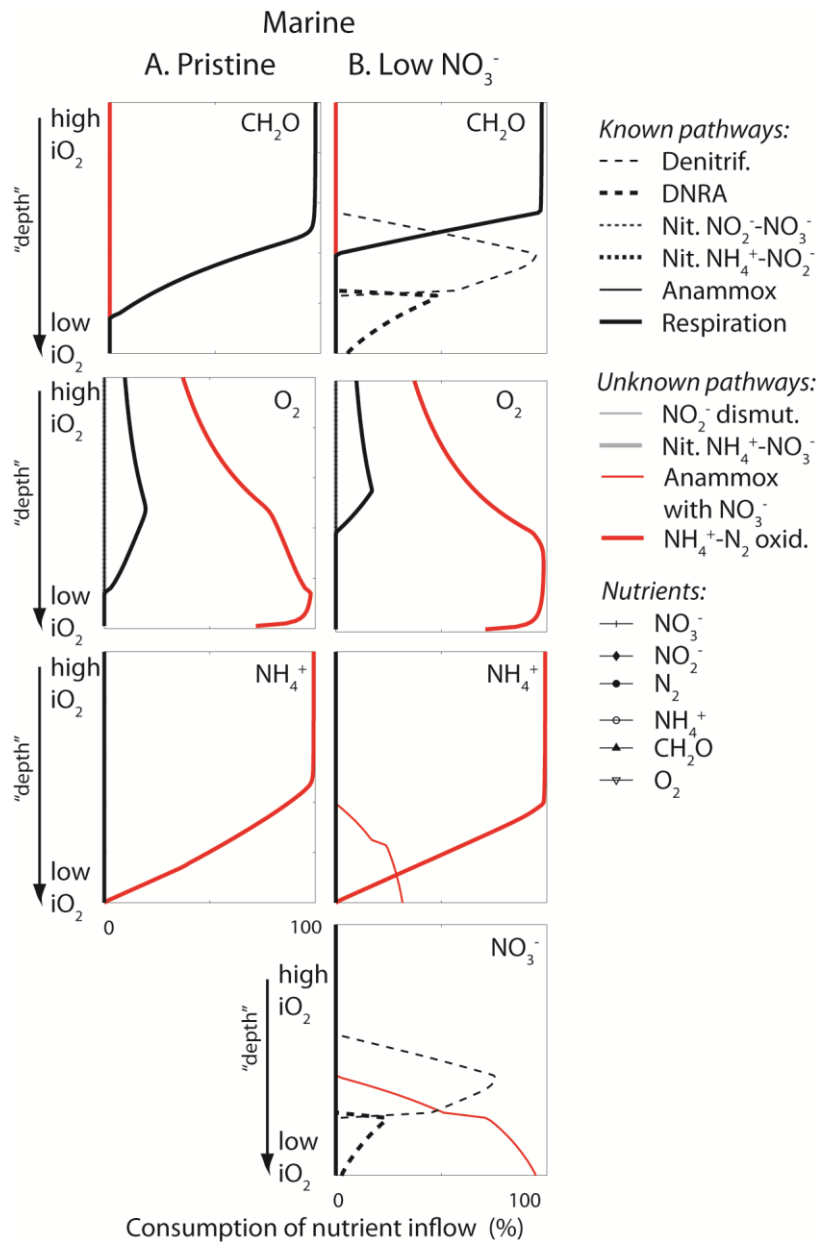 Marine
A. Pristine
B. Low NO₃⁻
high
iO₂
"depth"
low
iO₂
CH₂O
CH₂O
high
iO₂
"depth"
low
iO₂
O₂
O₂
high
iO₂
"depth"
low
iO₂
NH₄⁺
NH₄⁺
0
100
high
iO₂
"depth"
low
iO₂
NO₃⁻
0
100
Consumption of nutrient inflow (%)
Known pathways:
Denitrif.
DNRA
Nit. NO₂⁻-NO₃⁻
Nit. NH₄⁺-NO₂⁻
Anammox
Respiration
Unknown pathways:
NO₂⁻ dismut.
Nit. NH₄⁺-NO₃⁻
Anammox
with NO₃⁻
NH₄⁺-N₂ oxid.
Nutrients:
NO₃⁻
NO₂⁻
N₂
NH₄⁺
CH₂O
O₂